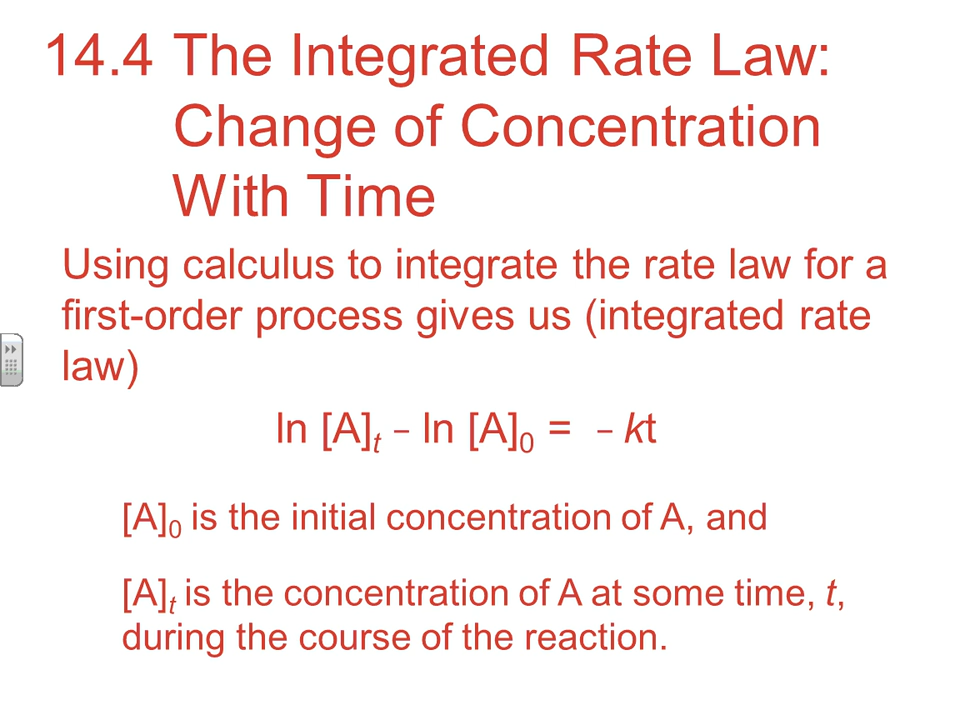 14.4 The Integrated Rate Law:
Change of Concentration
With Time
Using calculus to integrate the rate law for a
first-order process gives us (integrated rate
law)
ln [A]t – ln [A]0 = – kt
[A]0 is the initial concentration of A, and
[A]t is the concentration of A at some time, t,
during the course of the reaction.